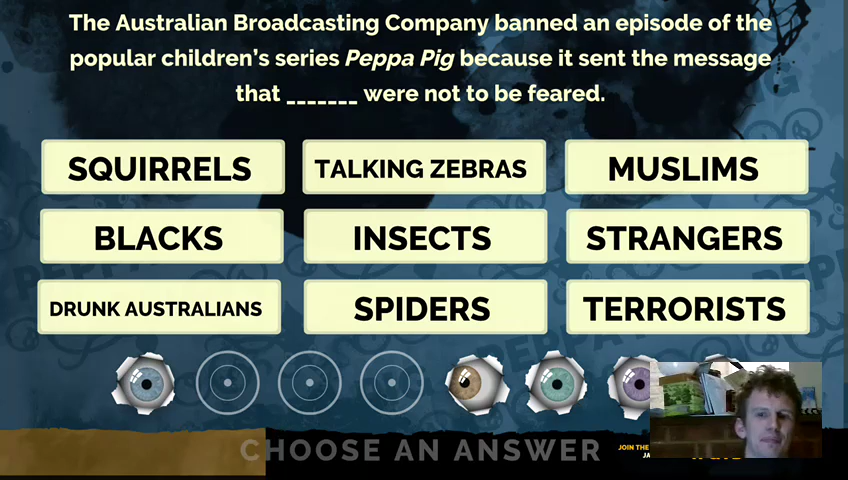 The Australian Broadcasting Company banned an episode of the
popular children's series Peppa Pig because it sent the message
that _______ were not to be feared.
SQUIRRELS
TALKING ZEBRAS
MUSLIMS
BLACKS
INSECTS
STRANGERS
DRUNK AUSTRALIANS
SPIDERS
TERRORISTS
CHOOSE AN ANSWER
JOIN THE